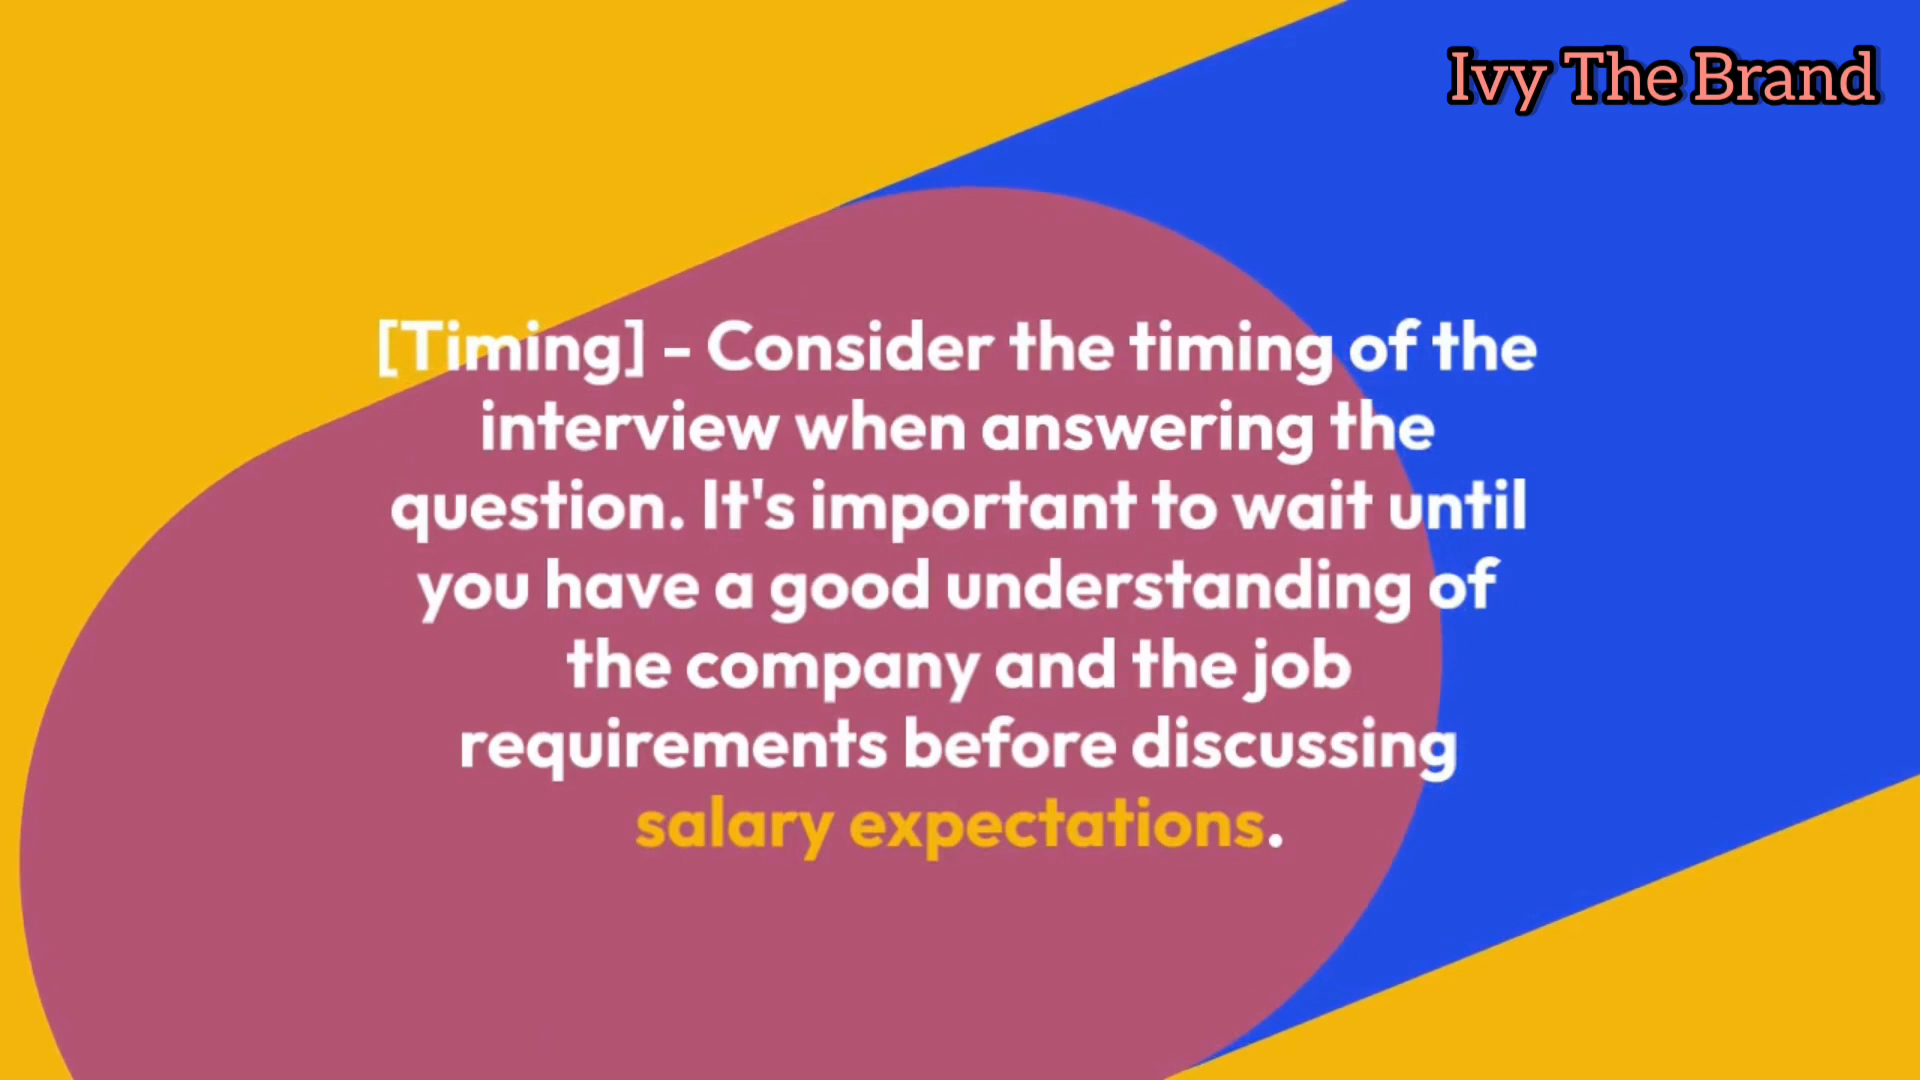 Ivy The Brand
[Timing] - Consider the timing of the
interview when answering the
question. It's important to wait until
you have a good understanding of
the company and the job
requirements before discussing
salary expectations.